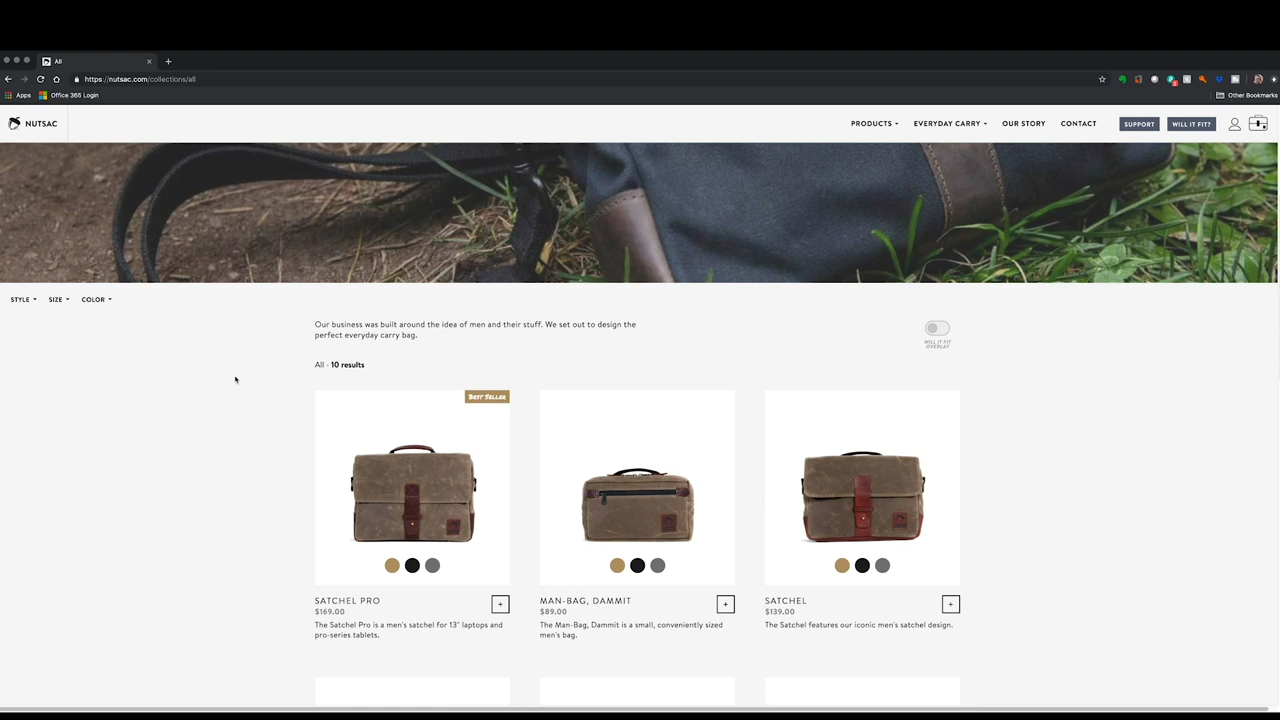 All
https://nutsac.com/collections/all
Apps
Office 365 Login
Other Bookmarks
NUTSAC
PRODUCTS
EVERYDAY CARRY
OUR STORY
CONTACT
SUPPORT
WILL IT FIT?
STYLE
SIZE
COLOR
Our business was built around the idea of men and their stuff. We set out to design the
perfect everyday carry bag.
WILL IT FIT
OVERLAY
All - 10 results
BEST SELLER
SATCHEL PRO
$169.00
The Satchel Pro is a men's satchel for 13" laptops and
pro-series tablets.
MAN-BAG, DAMMIT
$89.00
The Man-Bag, Dammit is a small, conveniently sized
men's bag.
SATCHEL
$139.00
The Satchel features our iconic men's satchel design.